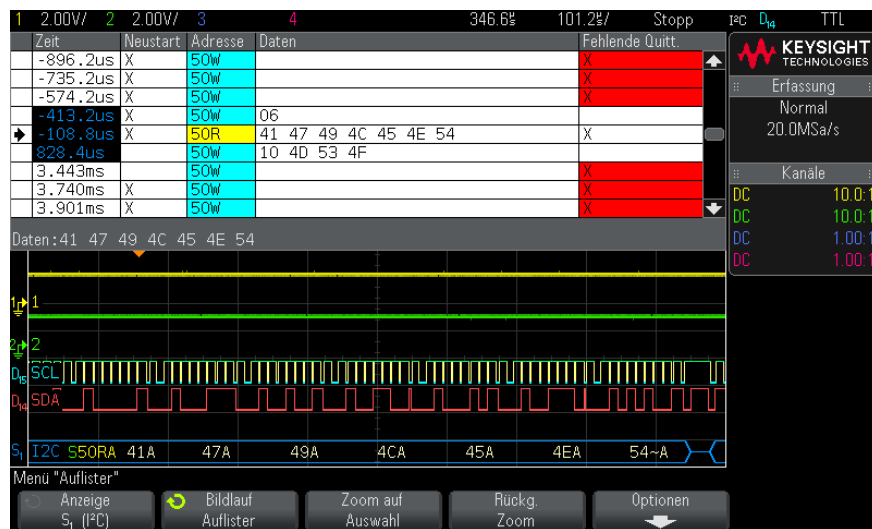 1 2.00V/ 2 2.00V/ 3 4 346.6% 101.2%/ Stopp I²C D14 TTL
Zeit Neustart Adresse Daten Fehlende Quitt.
-896.2us X 50W X
-735.2us X 50W X
-574.2us X 50W X
-413.2us X 50W 06
-108.8us X 50R 41 47 49 4C 45 4E 54 X
828.4us 50W 10 4D 53 4F
3.443ms 50W X
3.740ms X 50W X
3.901ms X 50W X
Daten:41 47 49 4C 45 4E 54
KEYSIGHT
TECHNOLOGIES
Erfassung
Normal
20.0MSa/s
Kanäle
DC 10.0:1
DC 10.0:1
DC 1.00:1
DC 1.00:1
1 1
2 2
D15 SCL
D14 SDA
S1 I2C S50RA 41A 47A 49A 4CA 45A 4EA 54~A
Menü "Auflister"
Anzeige
S1 (I²C)
Bildlauf
Auflister
Zoom auf
Auswahl
Rückg.
Zoom
Optionen